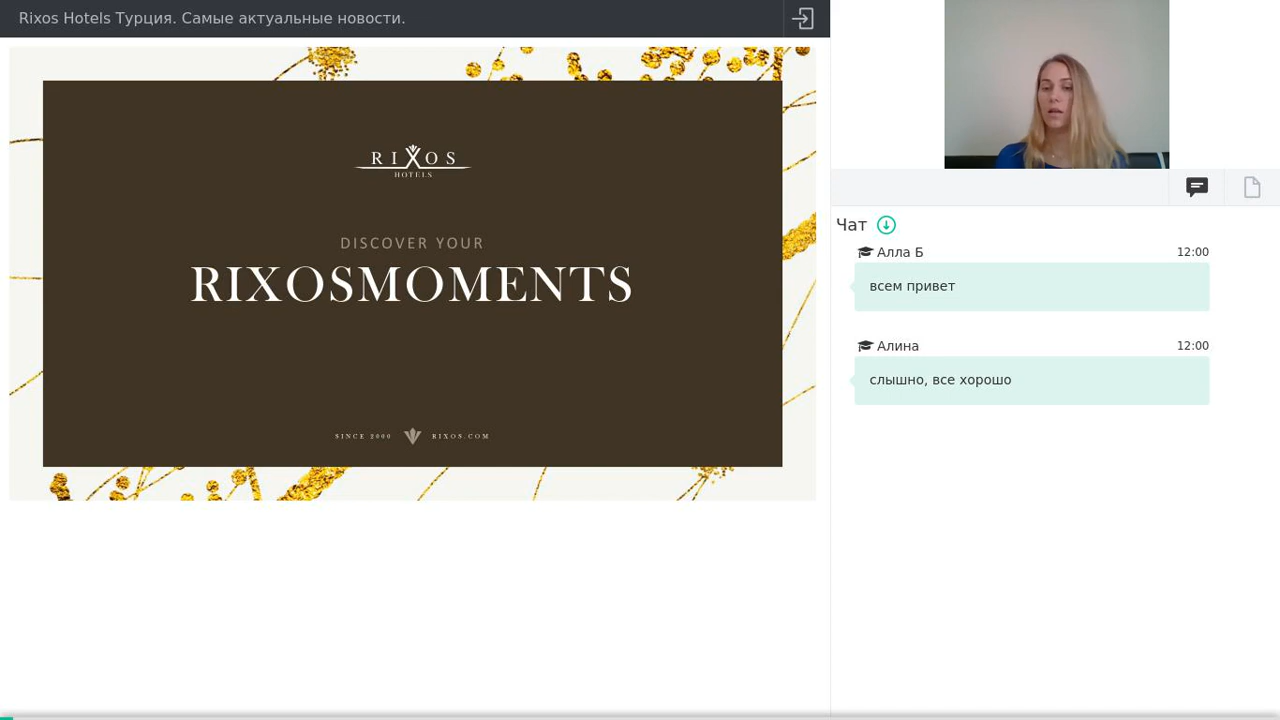 Rixos Hotels Турция. Самые актуальные новости.
RIXOS
HOTELS
DISCOVER YOUR
RIXOSMOMENTS
SINCE 2000 RIXOS.COM
Чат
Алла Б 12:00
всем привет
Алина 12:00
слышно, все хорошо